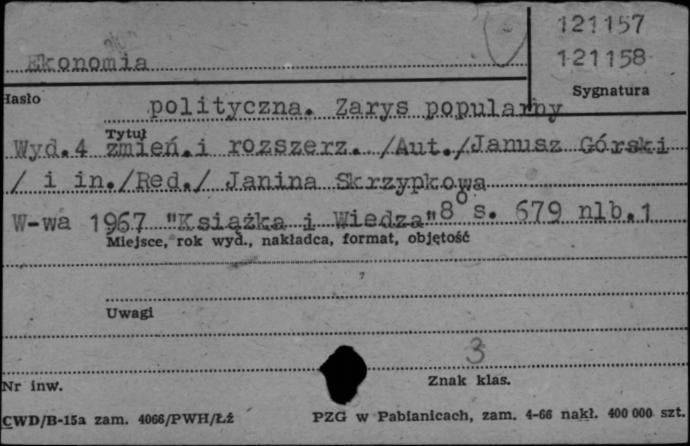 121157
121158
Ekonomia
Sygnatura
Hasło
polityczna. Zarys popularny
Tytuł
Wyd.4 zmień.i rozszerz. /Aut./Janusz Górski
/ i in./Red./ Janina Skrzypkowa
W-wa 1967 "Książka i Wiedza" 8° s. 679 nlb.1
Miejsce, rok wyd., nakładca, format, objętość
Uwagi
3
Nr inw.
Znak klas.
CWD/B-15a zam. 4066/PWH/Łź
PZG w Pabianicach, zam. 4-66 nakł. 400 000 szt.